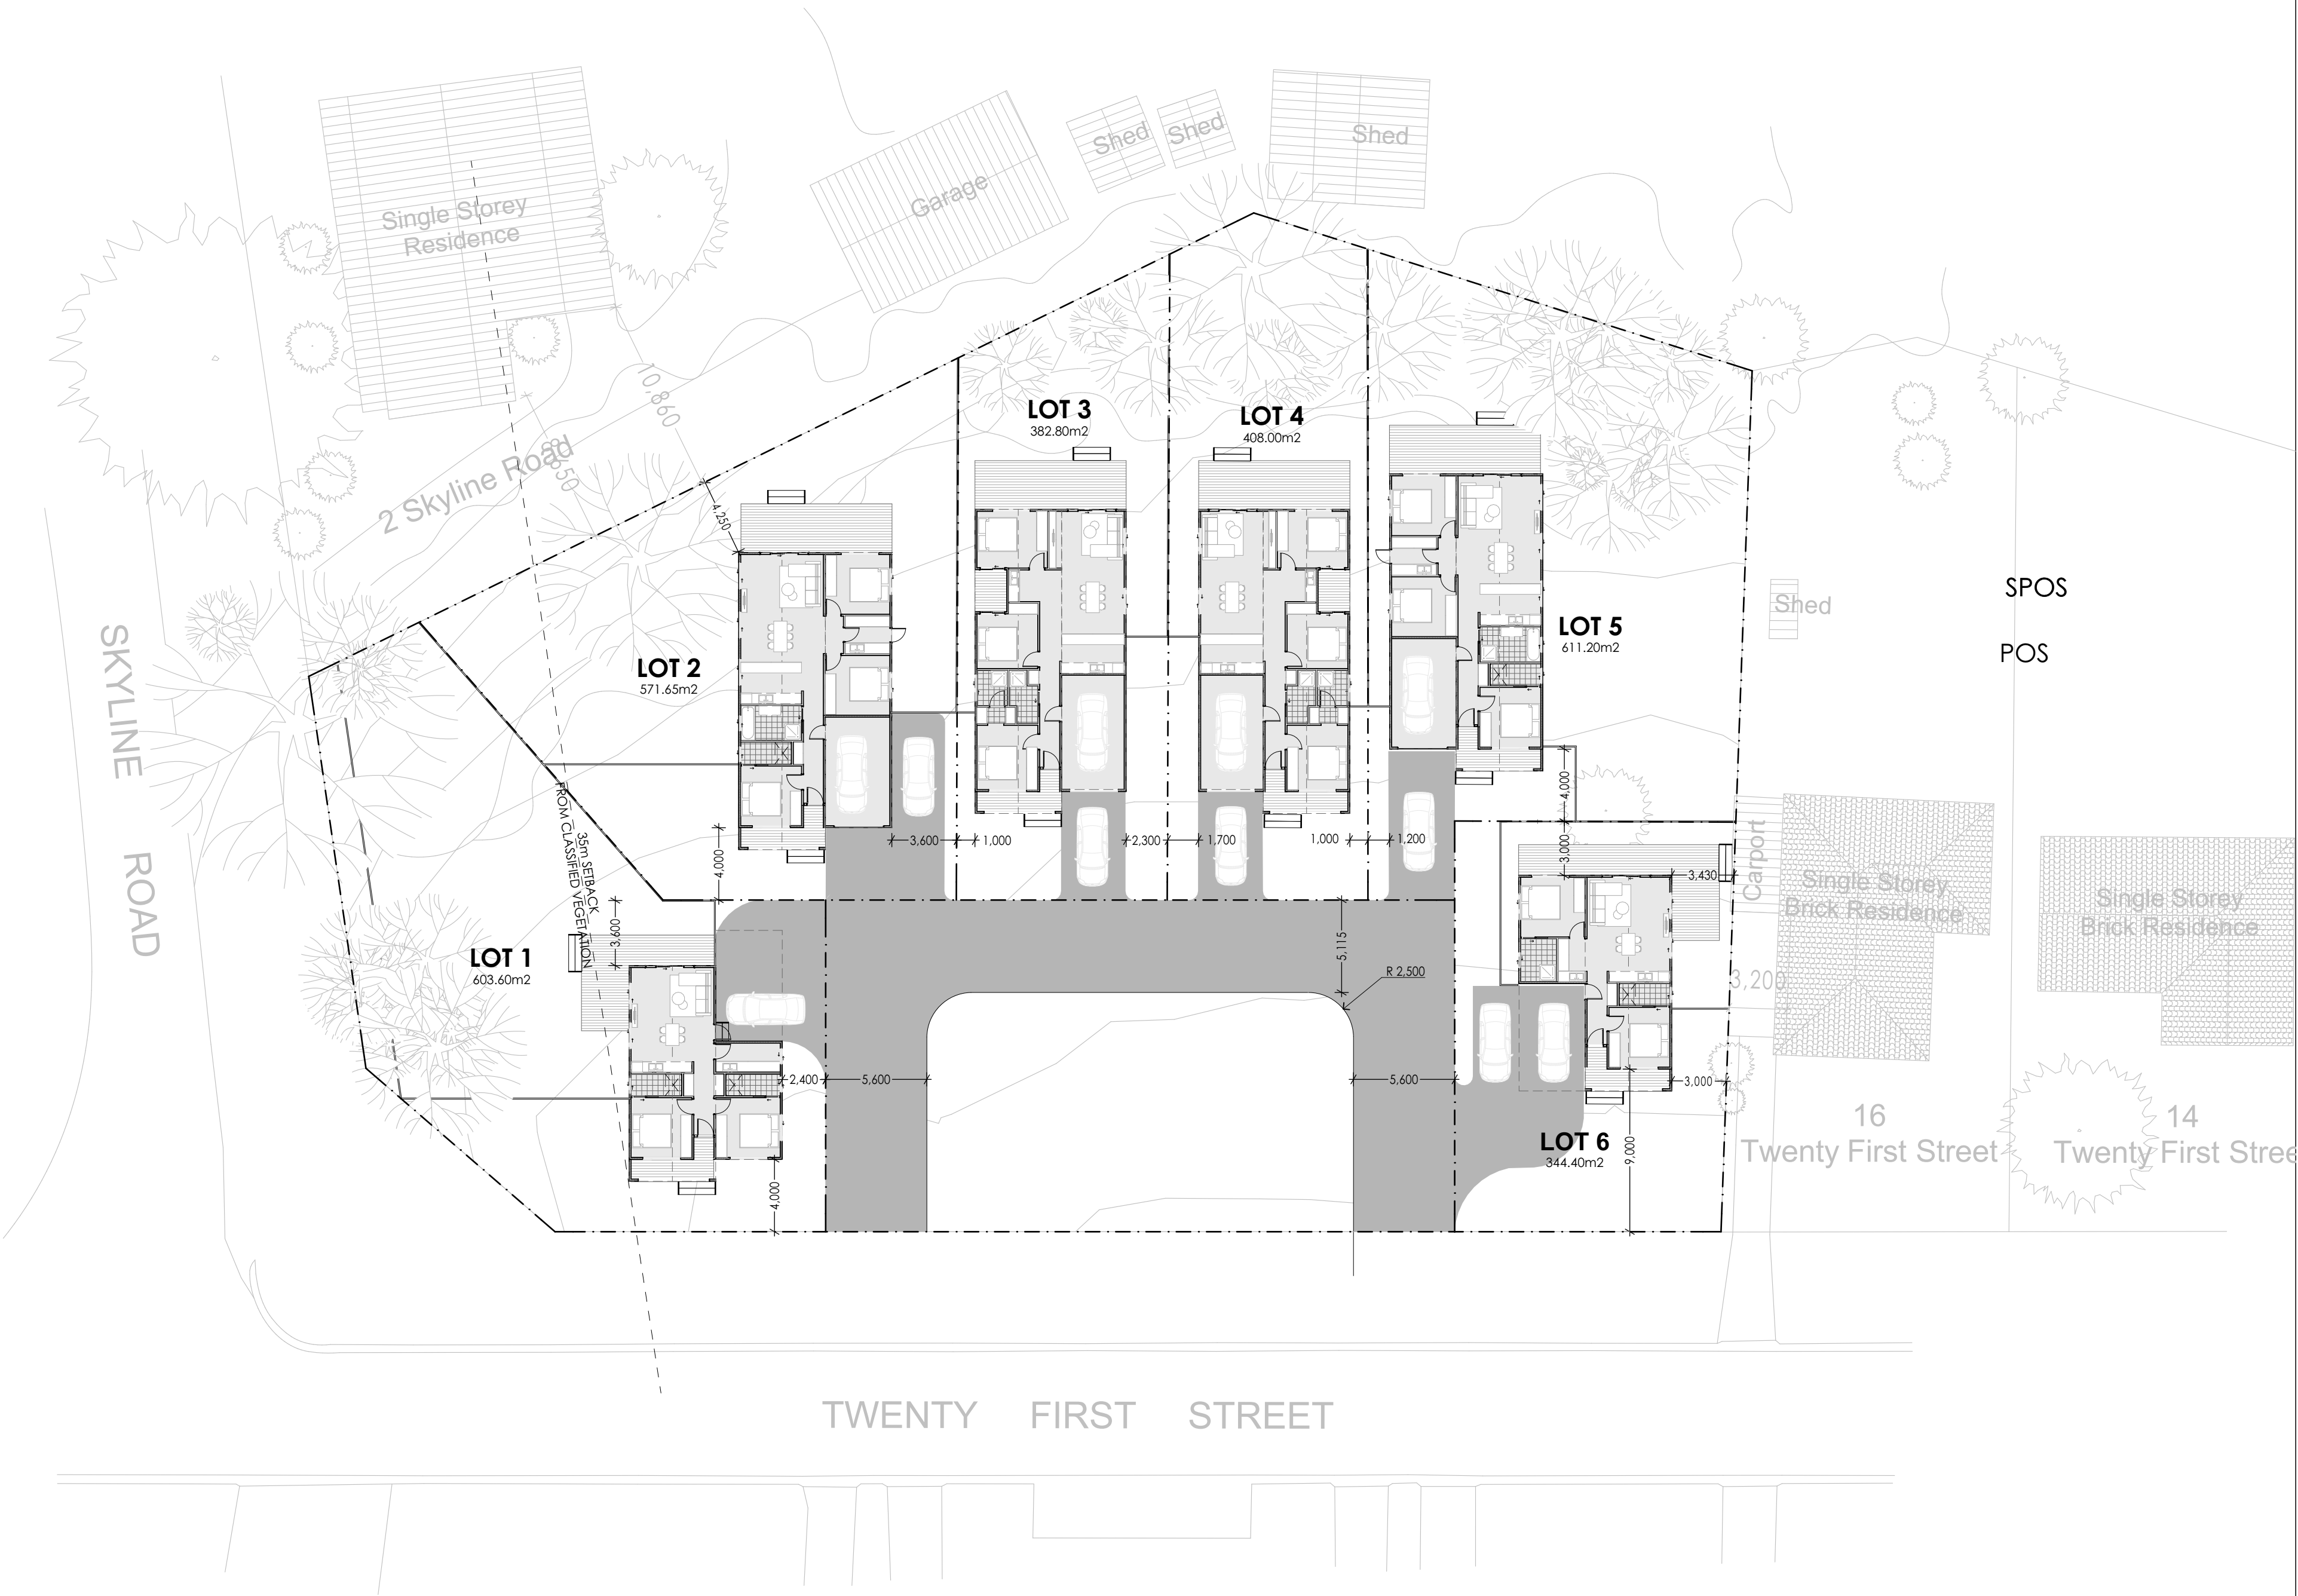 Single Storey
Residence
Garage
Shed
Shed
Shed
10,860
2 Skyline Road
4,250
LOT 3
382.80m2
LOT 4
408.00m2
LOT 2
571.65m2
LOT 5
611.20m2
Shed
SPOS
POS
SKYLINE ROAD
35m SETBACK
FROM CLASSIFIED VEGETATION
4,000
3,600
1,000
2,300
1,700
1,000
1,200
4,000
3,000
3,430
Carport
Single Storey
Brick Residence
Single Storey
Brick Residence
LOT 1
603.60m2
3,600
5,115
R 2,500
3,200
2,400
5,600
5,600
3,000
4,000
LOT 6
344.40m2
9,000
16
Twenty First Street
14
Twenty First Stree
TWENTY FIRST STREET